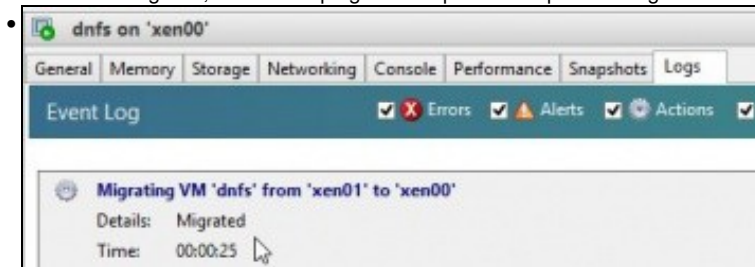 dnfs on 'xen00'
General Memory Storage Networking Console Performance Snapshots Logs
Event Log Errors Alerts Actions
Migrating VM 'dnfs' from 'xen01' to 'xen00'
Details: Migrated
Time: 00:00:25